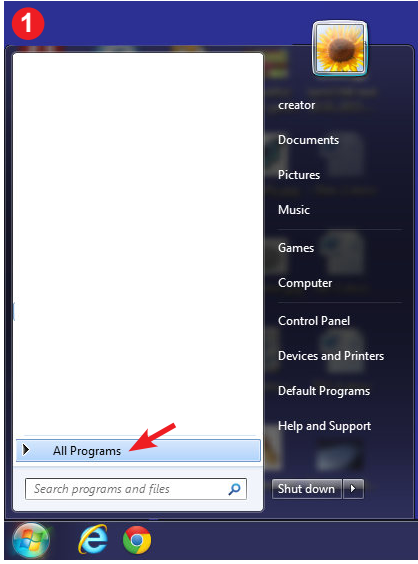 1
creator
Documents
Pictures
Music
Games
Computer
Control Panel
Devices and Printers
Default Programs
Help and Support
All Programs
Search programs and files
Shut down